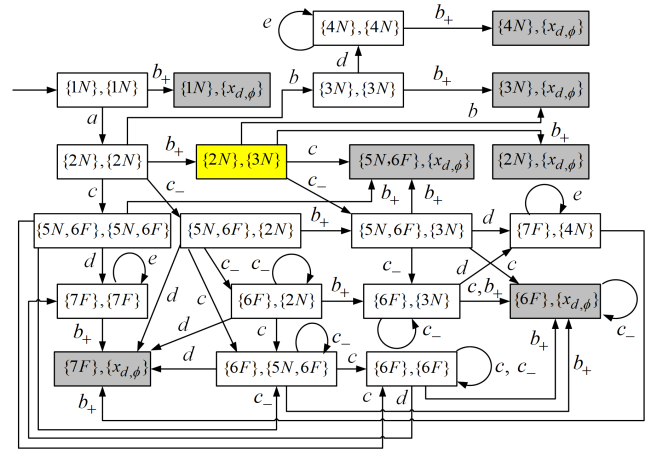 e {4N},{4N} b₊ {4N},{x_{d,ϕ}}
d
{1N},{1N} b₊ {1N},{x_{d,ϕ}} b {3N},{3N} b₊ {3N},{x_{d,ϕ}}
a b b₊
{2N},{2N} b₊ {2N},{3N} c {5N,6F},{x_{d,ϕ}} {2N},{x_{d,ϕ}}
c c₋ c₋ b₊ b₊ e
{5N,6F},{5N,6F} {5N,6F},{2N} b₊ {5N,6F},{3N} d {7F},{4N}
d e d c c₋ c₋ c₋ d c
{7F},{7F} {6F},{2N} b₊ {6F},{3N} c,b₊ {6F},{x_{d,ϕ}} c₋
b₊ d c c₋ c₋ b₊ b₊
{7F},{x_{d,ϕ}} d {6F},{5N,6F} c {6F},{6F} c, c₋
b₊ c₋ c d